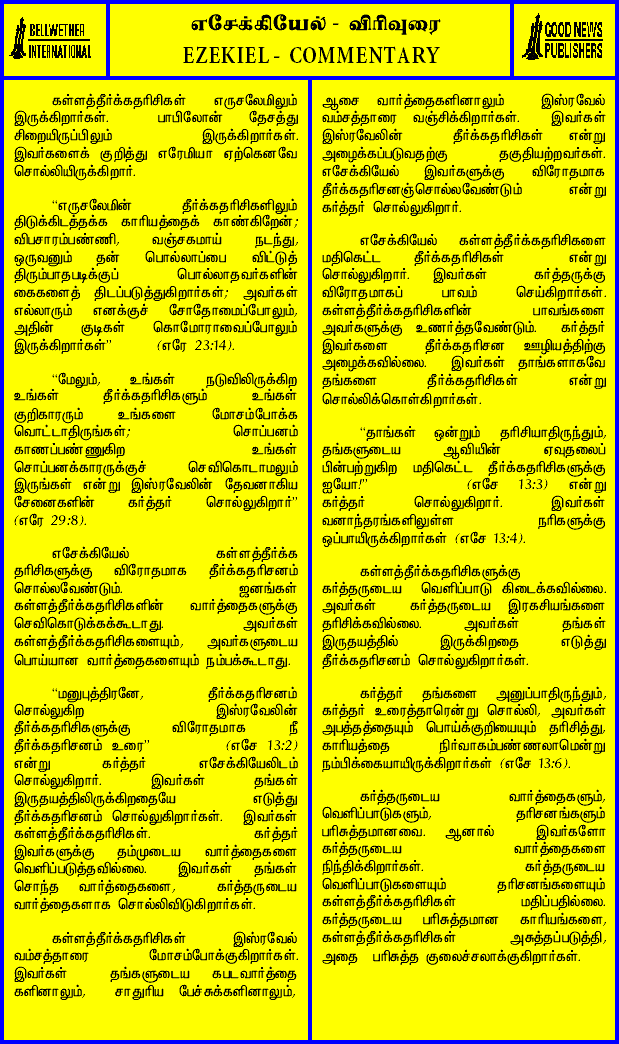 BELLWETHER
INTERNATIONAL
எசேக்கியேல் - விரிவுரை
EZEKIEL - COMMENTARY
GOOD NEWS
PUBLISHERS
கள்ளத்தீர்க்கதரிசிகள் எருசலேமிலும்
இருக்கிறார்கள். பாபிலோன் தேசத்து
சிறையிருப்பிலும் இருக்கிறார்கள்.
இவர்களைக் குறித்து எரேமியா ஏற்கெனவே
சொல்லியிருக்கிறார்.
“எருசலேமின் தீர்க்கதரிசிகளிலும்
திடுக்கிடத்தக்க காரியத்தைக் காண்கிறேன்;
விபசாரம்பண்ணி, வஞ்சகமாய் நடந்து,
ஒருவனும் தன் பொல்லாப்பை விட்டுத்
திரும்பாதபடிக்குப் பொல்லாதவர்களின்
கைகளைத் திடப்படுத்துகிறார்கள்; அவர்கள்
எல்லாரும் எனக்குச் சோதோமைப்போலும்,
அதின் குடிகள் கொமோராவைப்போலும்
இருக்கிறார்கள்” (எரே 23:14).
“மேலும், உங்கள் நடுவிலிருக்கிற
உங்கள் தீர்க்கதரிசிகளும் உங்கள்
குறிகாரரும் உங்களை மோசம்போக்க
வொட்டாதிருங்கள்; சொப்பனம்
காணப்பண்ணுகிற உங்கள்
சொப்பனக்காரருக்குச் செவிகொடாமலும்
இருங்கள் என்று இஸ்ரவேலின் தேவனாகிய
சேனைகளின் கர்த்தர் சொல்லுகிறார்”
(எரே 29:8).
எசேக்கியேல் கள்ளத்தீர்க்க
தரிசிகளுக்கு விரோதமாக தீர்க்கதரிசனம்
சொல்லவேண்டும். ஜனங்கள்
கள்ளத்தீர்க்கதரிசிகளின் வார்த்தைகளுக்கு
செவிகொடுக்கக்கூடாது. அவர்கள்
கள்ளத்தீர்க்கதரிசிகளையும், அவர்களுடைய
பொய்யான வார்த்தைகளையும் நம்பக்கூடாது.
“மனுபுத்திரனே, தீர்க்கதரிசனம்
சொல்லுகிற இஸ்ரவேலின்
தீர்க்கதரிசிகளுக்கு விரோதமாக நீ
தீர்க்கதரிசனம் உரை” (எசே 13:2)
என்று கர்த்தர் எசேக்கியேலிடம்
சொல்லுகிறார். இவர்கள் தங்கள்
இருதயத்திலிருக்கிறதையே எடுத்து
தீர்க்கதரிசனம் சொல்லுகிறார்கள். இவர்கள்
கள்ளத்தீர்க்கதரிசிகள். கர்த்தர்
இவர்களுக்கு தம்முடைய வார்த்தைகளை
வெளிப்படுத்தவில்லை. இவர்கள் தங்கள்
சொந்த வார்த்தைகளை, கர்த்தருடைய
வார்த்தைகளாக சொல்லிவிடுகிறார்கள்.
கள்ளத்தீர்க்கதரிசிகள் இஸ்ரவேல்
வம்சத்தாரை மோசம்போக்குகிறார்கள்.
இவர்கள் தங்களுடைய கபடவார்த்தை
களினாலும், சாதுரிய பேச்சுக்களினாலும்,
ஆசை வார்த்தைகளினாலும் இஸ்ரவேல்
வம்சத்தாரை வஞ்சிக்கிறார்கள். இவர்கள்
இஸ்ரவேலின் தீர்க்கதரிசிகள் என்று
அழைக்கப்படுவதற்கு தகுதியற்றவர்கள்.
எசேக்கியேல் இவர்களுக்கு விரோதமாக
தீர்க்கதரிசனஞ்சொல்லவேண்டும் என்று
கர்த்தர் சொல்லுகிறார்.
எசேக்கியேல் கள்ளத்தீர்க்கதரிசிகளை
மதிகெட்ட தீர்க்கதரிசிகள் என்று
சொல்லுகிறார். இவர்கள் கர்த்தருக்கு
விரோதமாகப் பாவம் செய்கிறார்கள்.
கள்ளத்தீர்க்கதரிசிகளின் பாவங்களை
அவர்களுக்கு உணர்த்தவேண்டும். கர்த்தர்
இவர்களை தீர்க்கதரிசன ஊழியத்திற்கு
அழைக்கவில்லை. இவர்கள் தாங்களாகவே
தங்களை தீர்க்கதரிசிகள் என்று
சொல்லிக்கொள்கிறார்கள்.
“தாங்கள் ஒன்றும் தரிசியாதிருந்தும்,
தங்களுடைய ஆவியின் ஏவுதலைப்
பின்பற்றுகிற மதிகெட்ட தீர்க்கதரிசிகளுக்கு
ஐயோ!” (எசே 13:3) என்று
கர்த்தர் சொல்லுகிறார். இவர்கள்
வனாந்தரங்களிலுள்ள நரிகளுக்கு
ஒப்பாயிருக்கிறார்கள் (எசே 13:4).
கள்ளத்தீர்க்கதரிசிகளுக்கு
கர்த்தருடைய வெளிப்பாடு கிடைக்கவில்லை.
அவர்கள் கர்த்தருடைய இரகசியங்களை
தரிசிக்கவில்லை. அவர்கள் தங்கள்
இருதயத்தில் இருக்கிறதை எடுத்து
தீர்க்கதரிசனம் சொல்லுகிறார்கள்.
கர்த்தர் தங்களை அனுப்பாதிருந்தும்,
கர்த்தர் உரைத்தாரென்று சொல்லி, அவர்கள்
அபத்தத்தையும் பொய்க்குறியையும் தரிசித்து,
காரியத்தை நிர்வாகம்பண்ணலாமென்று
நம்பிக்கையாயிருக்கிறார்கள் (எசே 13:6).
கர்த்தருடைய வார்த்தைகளும்,
வெளிப்பாடுகளும், தரிசனங்களும்
பரிசுத்தமானவை. ஆனால் இவர்களோ
கர்த்தருடைய வார்த்தைகளை
நிந்திக்கிறார்கள். கர்த்தருடைய
வெளிப்பாடுகளையும் தரிசனங்களையும்
கள்ளத்தீர்க்கதரிசிகள் மதிப்பதில்லை.
கர்த்தருடைய பரிசுத்தமான காரியங்களை,
கள்ளத்தீர்க்கதரிசிகள் அசுத்தப்படுத்தி,
அதை பரிசுத்த குலைச்சலாக்குகிறார்கள்.